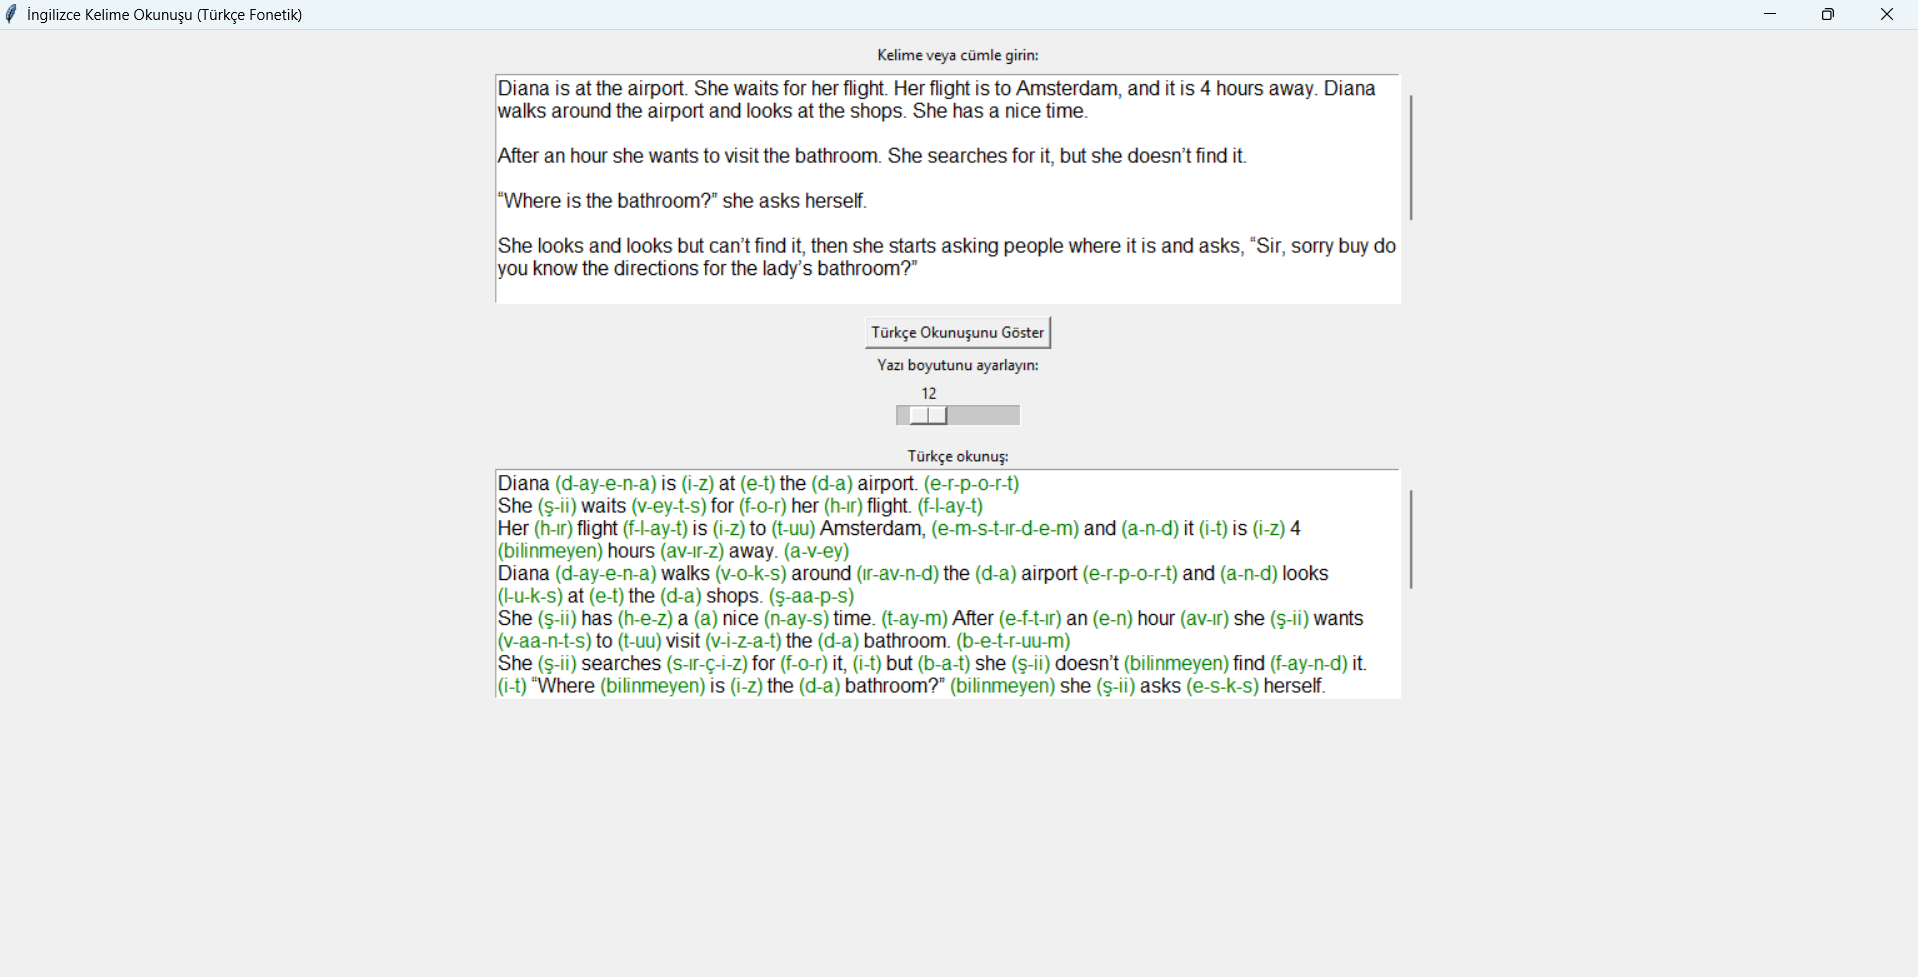 İngilizce Kelime Okunuşu (Türkçe Fonetik)
Kelime veya cümle girin:
Diana is at the airport. She waits for her flight. Her flight is to Amsterdam, and it is 4 hours away. Diana
walks around the airport and looks at the shops. She has a nice time.
After an hour she wants to visit the bathroom. She searches for it, but she doesn’t find it.
“Where is the bathroom?” she asks herself.
She looks and looks but can’t find it, then she starts asking people where it is and asks, “Sir, sorry buy do
you know the directions for the lady’s bathroom?”
Türkçe Okunuşunu Göster
Yazı boyutunu ayarlayın:
12
Türkçe okunuş:
Diana (d-ay-e-n-a) is (i-z) at (e-t) the (d-a) airport. (e-r-p-o-r-t)
She (ş-ii) waits (v-ey-t-s) for (f-o-r) her (h-ır) flight. (f-l-ay-t)
Her (h-ır) flight (f-l-ay-t) is (i-z) to (t-uu) Amsterdam, (e-m-s-t-ır-d-e-m) and (a-n-d) it (i-t) is (i-z) 4
(bilinmeyen) hours (av-ır-z) away. (a-v-ey)
Diana (d-ay-e-n-a) walks (v-o-k-s) around (ır-av-n-d) the (d-a) airport (e-r-p-o-r-t) and (a-n-d) looks
(l-u-k-s) at (e-t) the (d-a) shops. (ş-aa-p-s)
She (ş-ii) has (h-e-z) a (a) nice (n-ay-s) time. (t-ay-m) After (e-f-t-ır) an (e-n) hour (av-ır) she (ş-ii) wants
(v-aa-n-t-s) to (t-uu) visit (v-i-z-a-t) the (d-a) bathroom. (b-e-t-r-uu-m)
She (ş-ii) searches (s-ır-ç-i-z) for (f-o-r) it, (i-t) but (b-a-t) she (ş-ii) doesn’t (bilinmeyen) find (f-ay-n-d) it.
(i-t) “Where (bilinmeyen) is (i-z) the (d-a) bathroom?” (bilinmeyen) she (ş-ii) asks (e-s-k-s) herself.